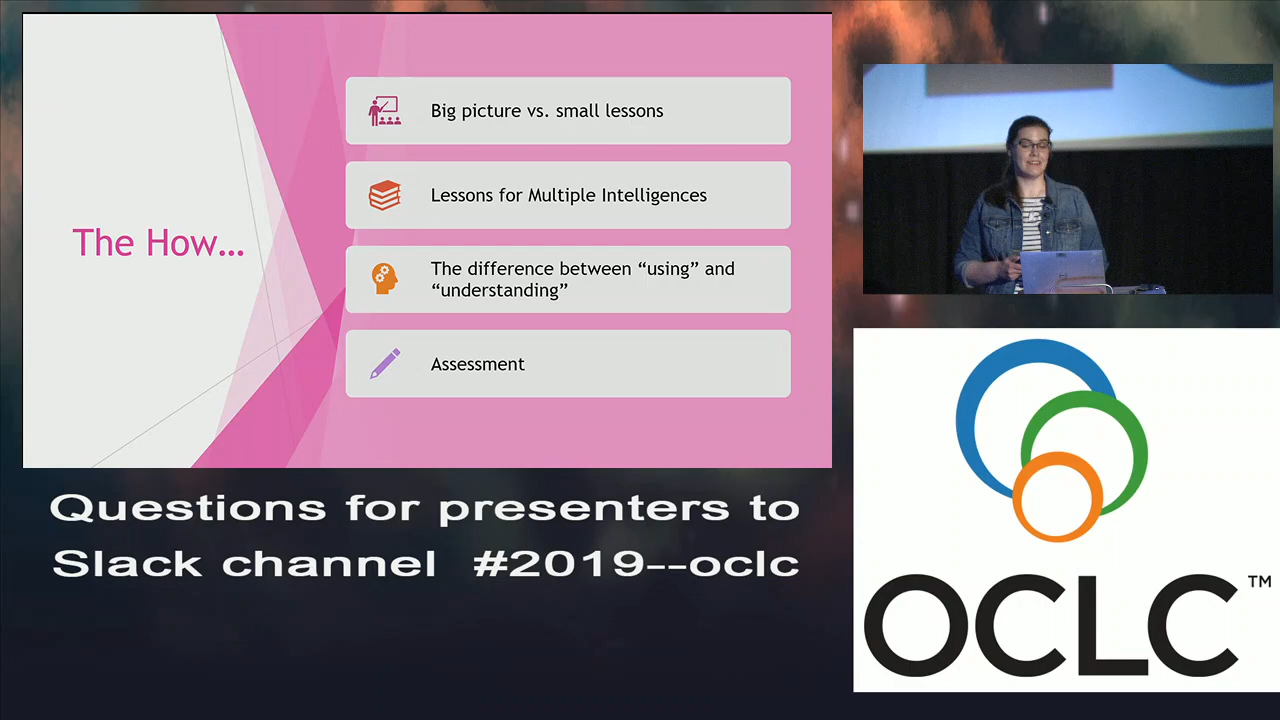 The How...
Big picture vs. small lessons
Lessons for Multiple Intelligences
The difference between “using” and
“understanding”
Assessment
Questions for presenters to
Slack channel #2019--oclc
OCLC™